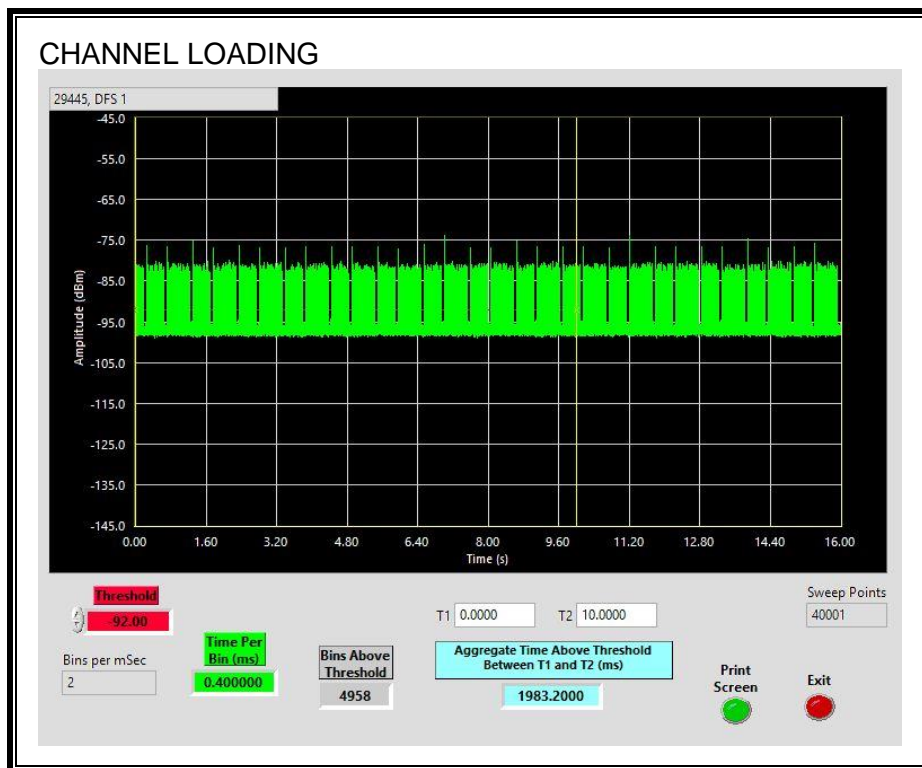 CHANNEL LOADING
29445, DFS 1
-45.0
-55.0
-65.0
-75.0
-85.0
-95.0
-105.0
-115.0
-125.0
-135.0
-145.0
Amplitude (dBm)
0.00 1.60 3.20 4.80 6.40 8.00 9.60 11.20 12.80 14.40 16.00
Time (s)
Threshold
-92.00
Bins per mSec
2
Time Per
Bin (ms)
0.400000
Bins Above
Threshold
4958
T1 0.0000 T2 10.0000
Aggregate Time Above Threshold
Between T1 and T2 (ms)
1983.2000
Sweep Points
40001
Print
Screen
Exit